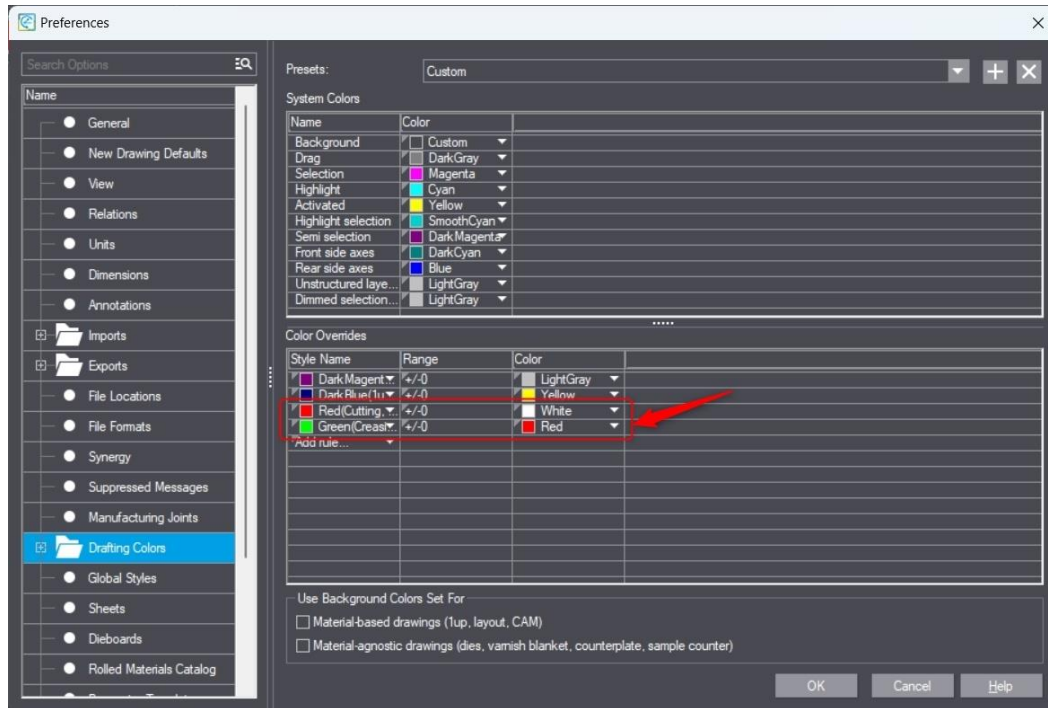 Preferences
Search Options
Name
General
New Drawing Defaults
View
Relations
Units
Dimensions
Annotations
Imports
Exports
File Locations
File Formats
Synergy
Suppressed Messages
Manufacturing Joints
Drafting Colors
Global Styles
Sheets
Dieboards
Rolled Materials Catalog
Presets: Custom
System Colors
Name Color
Background Custom
Drag DarkGray
Selection Magenta
Highlight Cyan
Activated Yellow
Highlight selection SmoothCyan
Semi selection DarkMagenta
Front side axes DarkCyan
Rear side axes Blue
Unstructured laye... LightGray
Dimmed selection... LightGray
Color Overrides
Style Name Range Color
DarkMagent... +/-0 LightGray
DarkBlue(1u... +/-0 Yellow
Red(Cutting, ... +/-0 White
Green(Creasi... +/-0 Red
Add rule...
Use Background Colors Set For
Material-based drawings (1up, layout, CAM)
Material-agnostic drawings (dies, varnish blanket, counterplate, sample counter)
OK Cancel Help